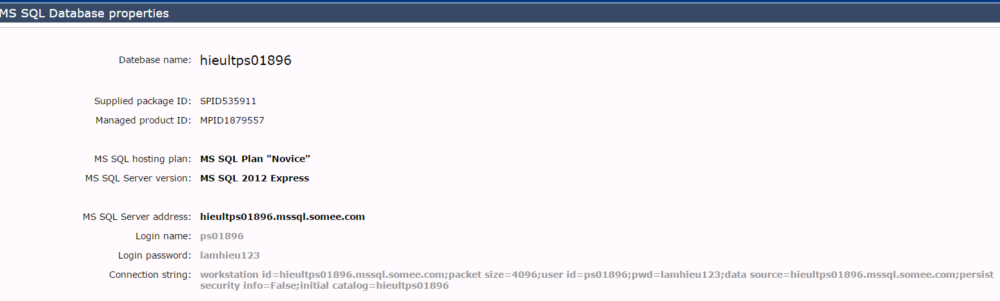 MS SQL Database properties
Datebase name: hieultps01896
Supplied package ID: SPID535911
Managed product ID: MPID1879557
MS SQL hosting plan: MS SQL Plan "Novice"
MS SQL Server version: MS SQL 2012 Express
MS SQL Server address: hieultps01896.mssql.somee.com
Login name: ps01896
Login password: lamhieu123
Connection string: workstation id=hieultps01896.mssql.somee.com;packet size=4096;user id=ps01896;pwd=lamhieu123;data source=hieultps01896.mssql.somee.com;persist
security info=False;initial catalog=hieultps01896